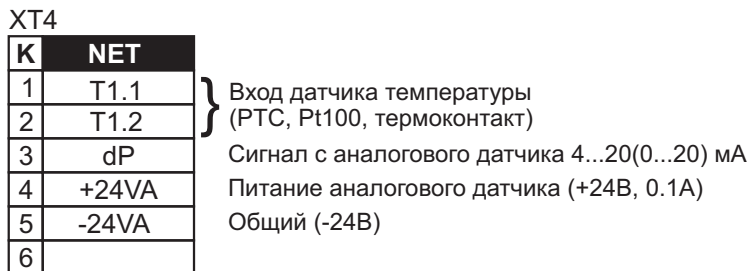 XT4
K NET
1 T1.1
2 T1.2
Вход датчика температуры
(PTC, Pt100, термоконтакт)
3 dP Сигнал с аналогового датчика 4...20(0...20) мА
4 +24VA Питание аналогового датчика (+24В, 0.1А)
5 -24VA Общий (-24В)
6